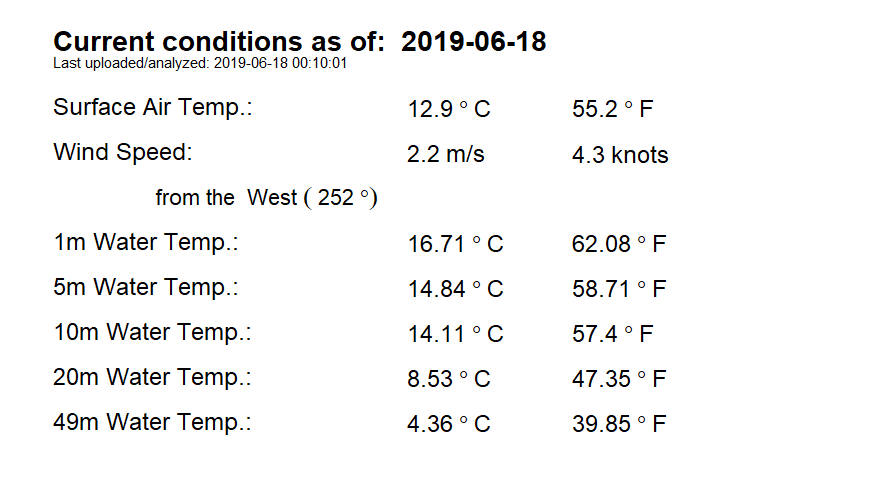 Current conditions as of: 2019-06-18
Last uploaded/analyzed: 2019-06-18 00:10:01
Surface Air Temp.: 12.9 ° C 55.2 ° F
Wind Speed: 2.2 m/s 4.3 knots
from the West ( 252 °)
1m Water Temp.: 16.71 ° C 62.08 ° F
5m Water Temp.: 14.84 ° C 58.71 ° F
10m Water Temp.: 14.11 ° C 57.4 ° F
20m Water Temp.: 8.53 ° C 47.35 ° F
49m Water Temp.: 4.36 ° C 39.85 ° F